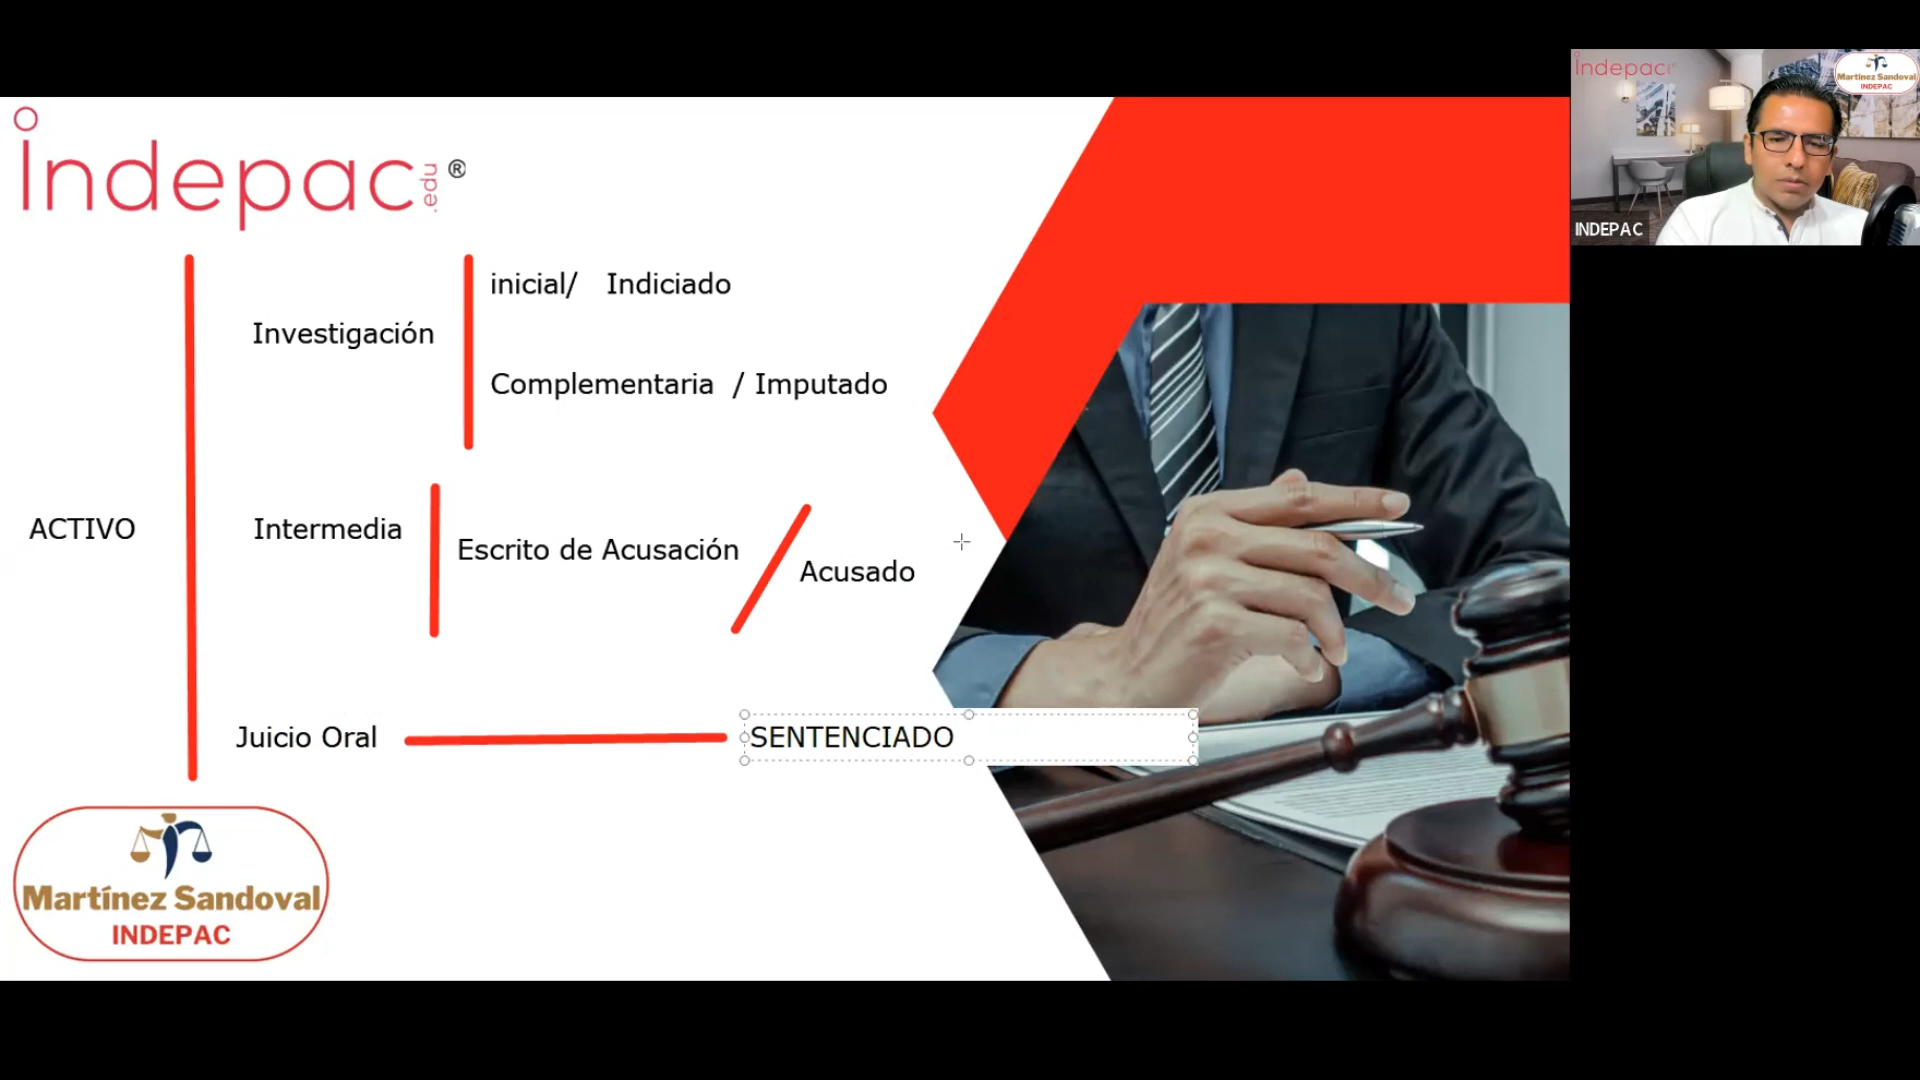 indepac.edu ®
inicial/ Indiciado
Investigación
Complementaria / Imputado
ACTIVO
Intermedia
Escrito de Acusación
Acusado
Juicio Oral
SENTENCIADO
Martínez Sandoval
INDEPAC
indepac
Martínez Sandoval
INDEPAC
INDEPAC